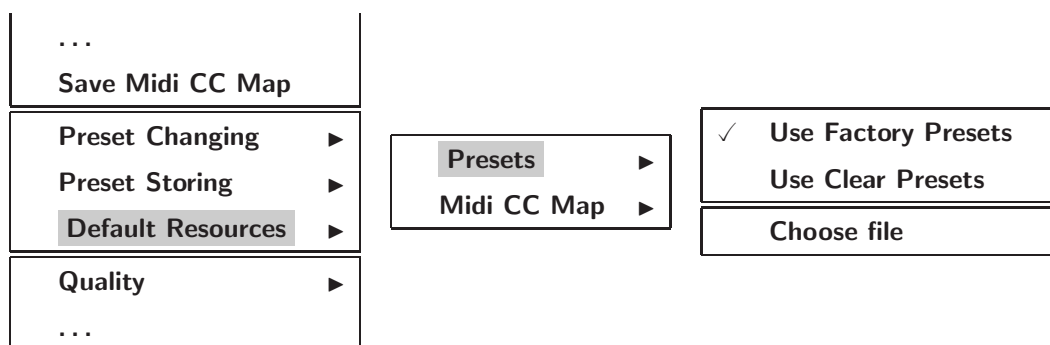 . . .
Save Midi CC Map
Preset Changing ▶
Preset Storing ▶
Default Resources ▶
Quality ▶
. . .
Presets ▶
Midi CC Map ▶
✓ Use Factory Presets
Use Clear Presets
Choose file